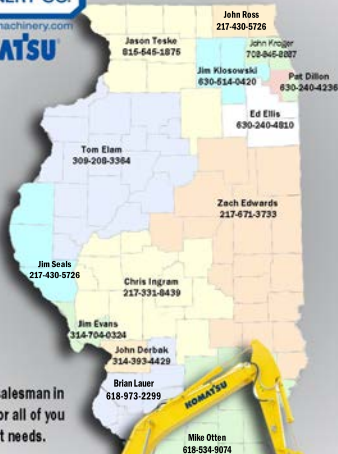 machinery.com
John Ross
217-430-5726
Jason Teske
815-545-1875
John Kroger
Jim Klosowski
630-514-0420
Pat Dillon
630-240-4236
Ed Ellis
630-240-4810
Tom Elam
309-208-3364
Zach Edwards
217-671-3733
Jim Seals
217-430-5726
Chris Ingram
217-331-8439
Jim Evans
314-704-0324
John Derbak
314-393-4429
Brian Lauer
618-973-2299
salesman in
or all of you
t needs.
KOMATSU
Mike Otten
618-534-9074